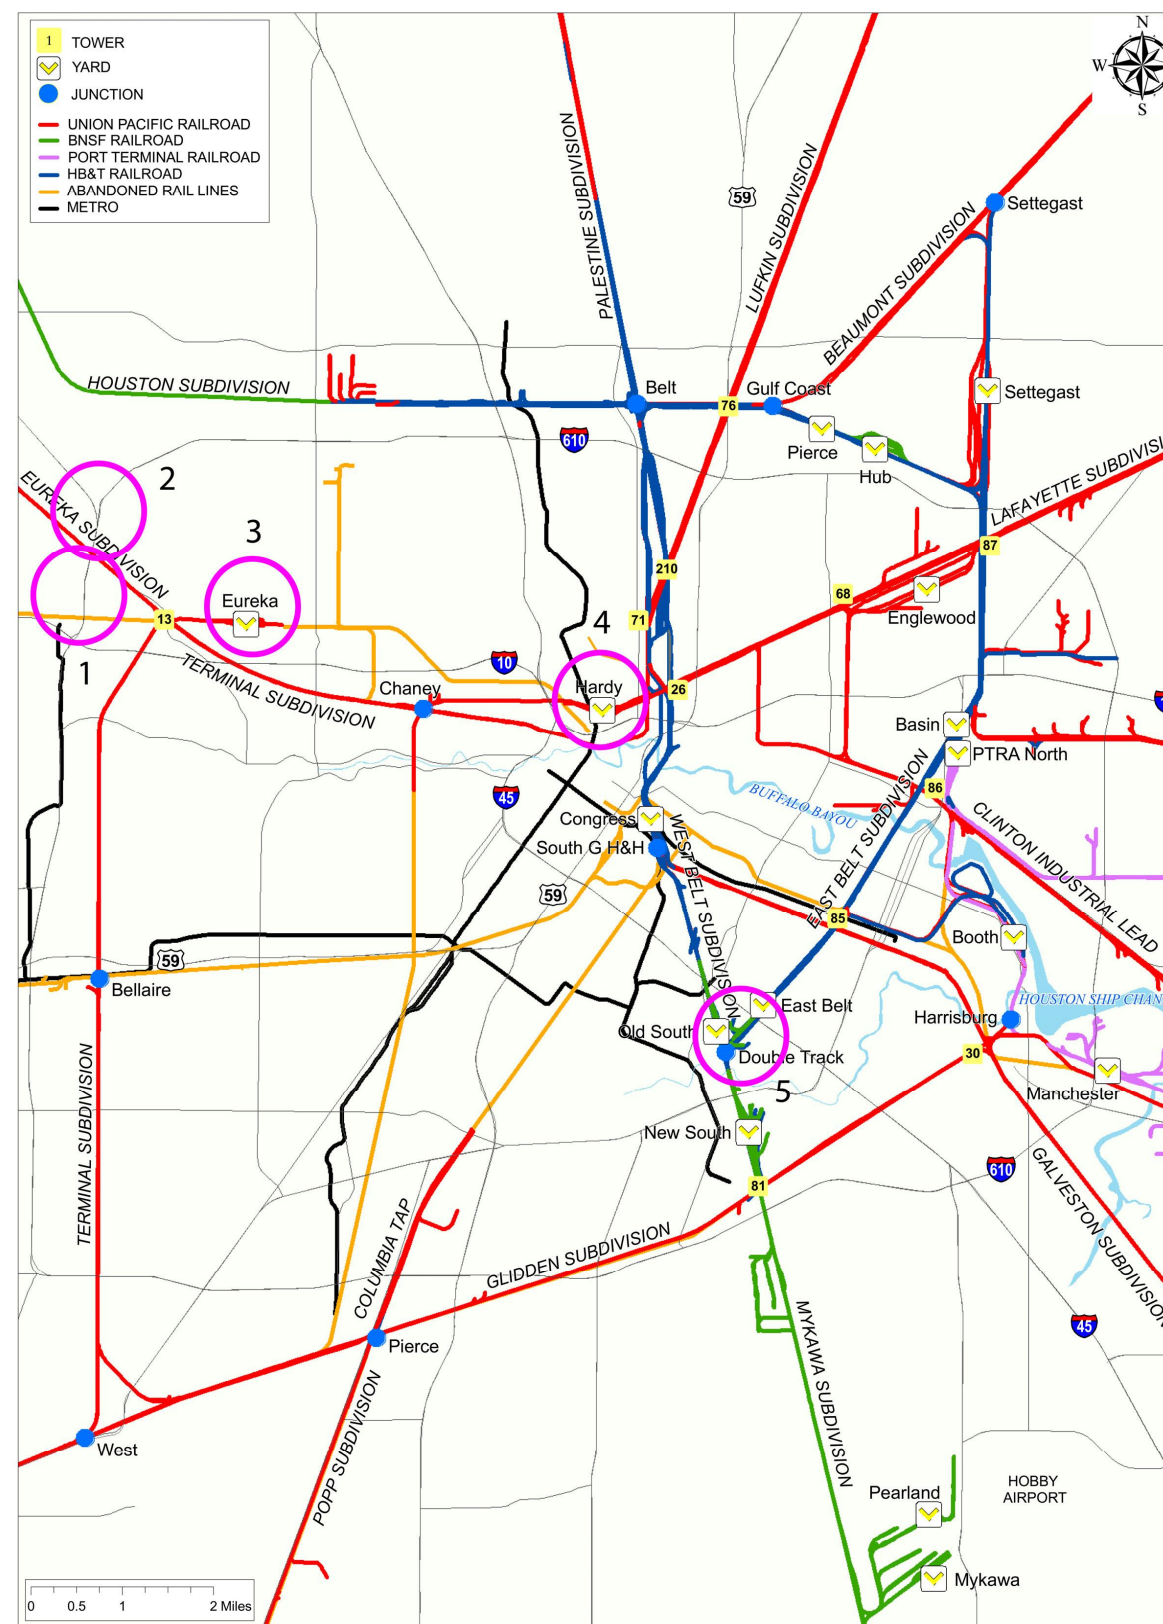 1 TOWER
YARD
JUNCTION
UNION PACIFIC RAILROAD
BNSF RAILROAD
PORT TERMINAL RAILROAD
HB&T RAILROAD
ABANDONED RAIL LINES
METRO
N
W
S
59
PALESTINE SUBDIVISION
LUFKIN SUBDIVISION
BEAUMONT SUBDIVISION
Settegast
HOUSTON SUBDIVISION
Belt
Gulf Coast
76
Settegast
610
Pierce
Hub
2
EUREKA SUBDIVISION
LAFAYETTE SUBDIVISI
3
87
210
Eureka
68
Englewood
13
71
1
TERMINAL SUBDIVISION
10
4
Chaney
Hardy
26
Basin
PTRA North
45
BUFFALO BAYOU
86
Congress
South G H&H
WEST BELT SUBDIVISION
EAST BELT SUBDIVISION
CLINTON INDUSTRIAL LEAD
59
85
Booth
59
Bellaire
HOUSTON SHIP CHAN
East Belt
Old South
Harrisburg
Double Track
30
5
Manchester
New South
TERMINAL SUBDIVISION
610
81
COLUMBIA TAP
GLIDDEN SUBDIVISION
GALVESTON SUBDIVISION
45
Pierce
MYKAWA SUBDIVISION
West
POPP SUBDIVISION
Pearland
HOBBY
AIRPORT
Mykawa
0 0.5 1 2 Miles